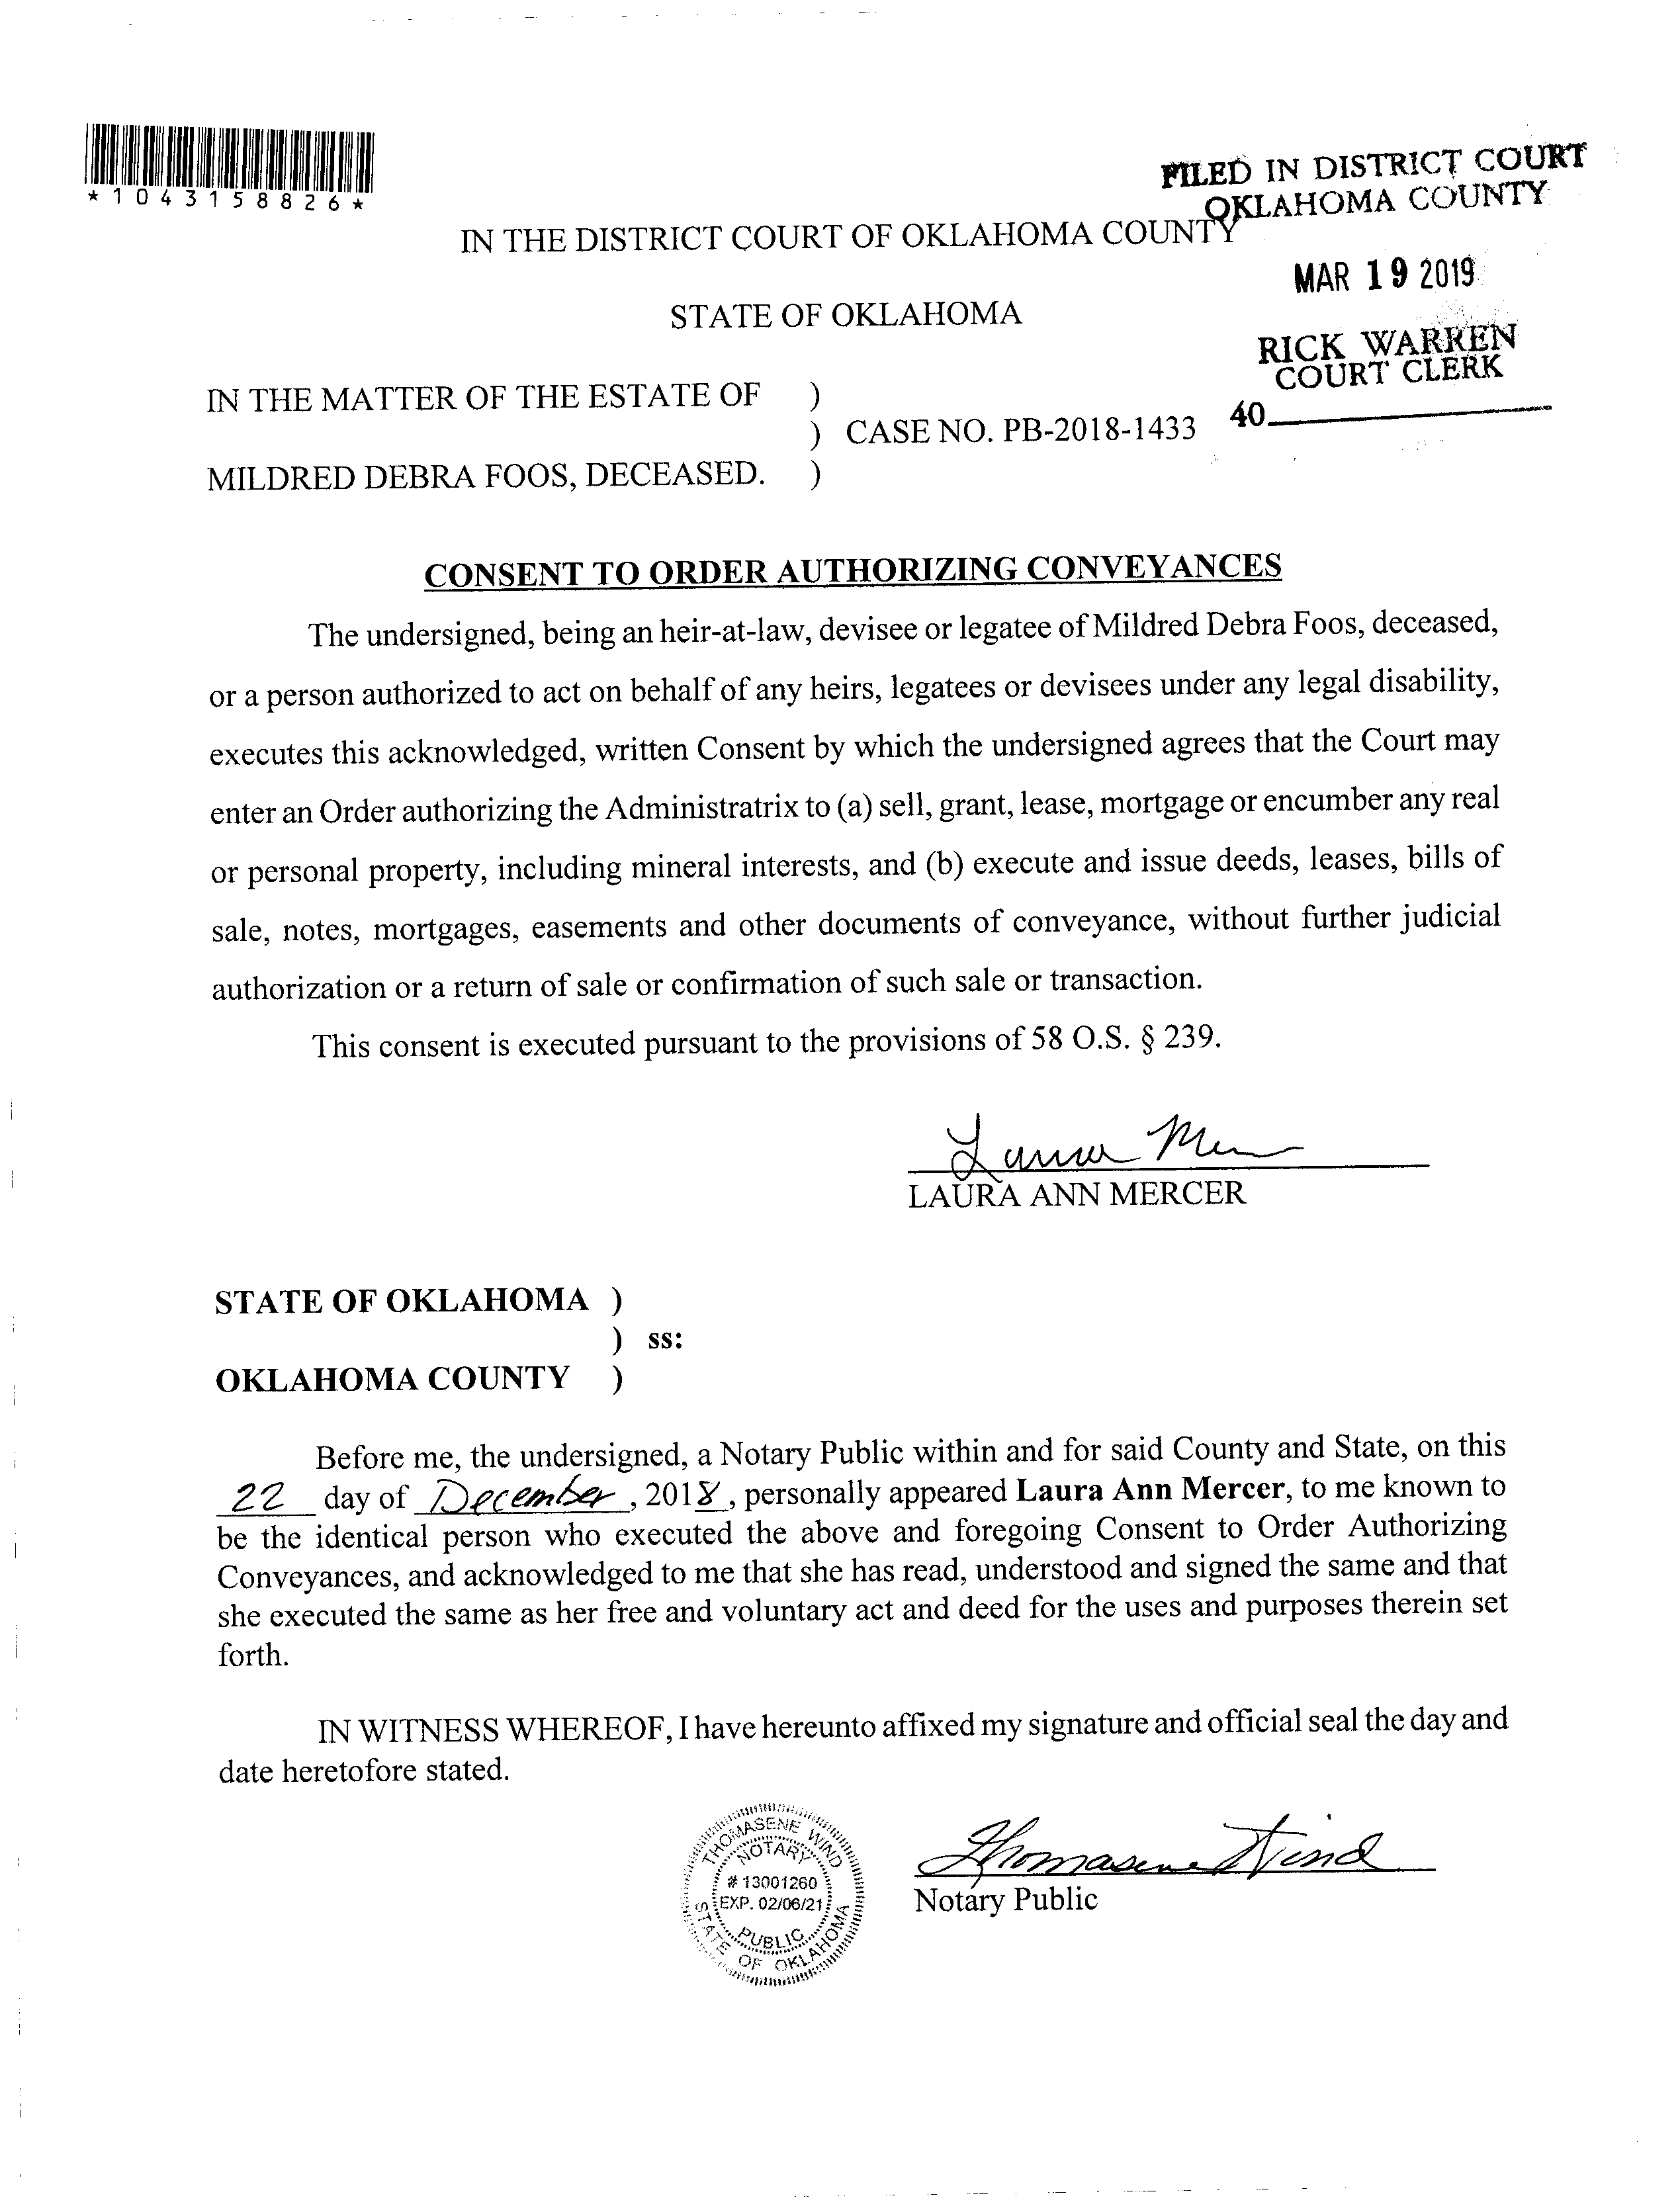 *1043158826*
FILED IN DISTRICT COURT
OKLAHOMA COUNTY
IN THE DISTRICT COURT OF OKLAHOMA COUNTY
MAR 19 2019
STATE OF OKLAHOMA
RICK WARREN
COURT CLERK
40
IN THE MATTER OF THE ESTATE OF )
) CASE NO. PB-2018-1433
MILDRED DEBRA FOOS, DECEASED. )
CONSENT TO ORDER AUTHORIZING CONVEYANCES
The undersigned, being an heir-at-law, devisee or legatee of Mildred Debra Foos, deceased,
or a person authorized to act on behalf of any heirs, legatees or devisees under any legal disability,
executes this acknowledged, written Consent by which the undersigned agrees that the Court may
enter an Order authorizing the Administratrix to (a) sell, grant, lease, mortgage or encumber any real
or personal property, including mineral interests, and (b) execute and issue deeds, leases, bills of
sale, notes, mortgages, easements and other documents of conveyance, without further judicial
authorization or a return of sale or confirmation of such sale or transaction.
This consent is executed pursuant to the provisions of 58 O.S. § 239.
Laura Mer
LAURA ANN MERCER
STATE OF OKLAHOMA )
) ss:
OKLAHOMA COUNTY )
Before me, the undersigned, a Notary Public within and for said County and State, on this
22 day of December, 2018, personally appeared Laura Ann Mercer, to me known to
be the identical person who executed the above and foregoing Consent to Order Authorizing
Conveyances, and acknowledged to me that she has read, understood and signed the same and that
she executed the same as her free and voluntary act and deed for the uses and purposes therein set
forth.
IN WITNESS WHEREOF, I have hereunto affixed my signature and official seal the day and
date heretofore stated.
THOMASENE WIND
NOTARY
# 13001260
EXP. 02/06/21
PUBLIC
STATE OF OKLAHOMA
Thomasene Wind
Notary Public